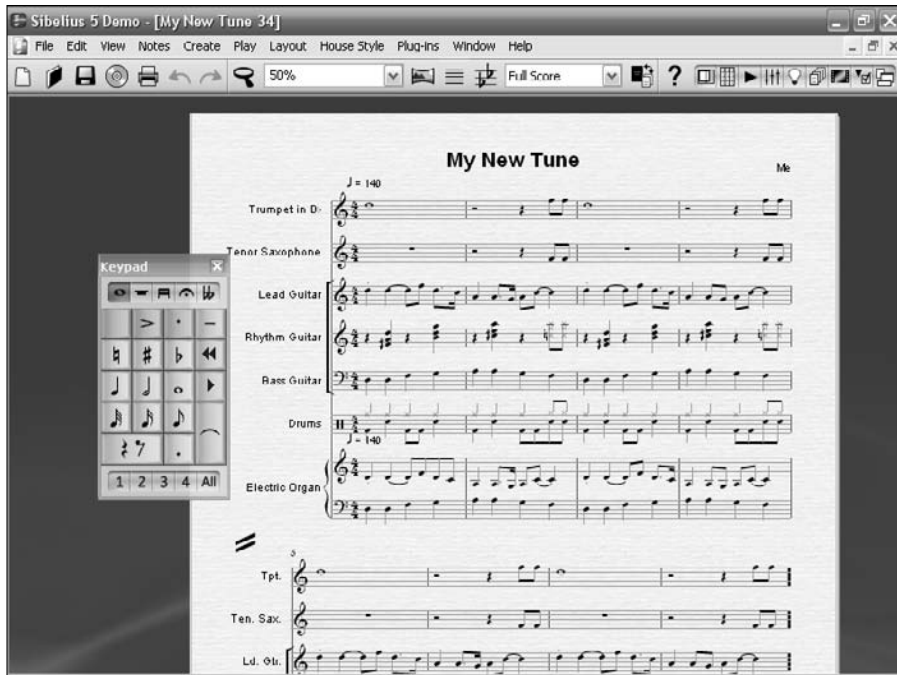 Sibelius 5 Demo - [My New Tune 34]
File Edit View Notes Create Play Layout House Style Plug-ins Window Help
50% Full Score ?
My New Tune
Me
♩ = 140
Trumpet in D♭
Tenor Saxophone
Keypad
Lead Guitar
Rhythm Guitar
Bass Guitar
Drums
♩ = 140
1 2 3 4 All
Electric Organ
5
Tpt.
Ten. Sax.
Ld. Gtr.